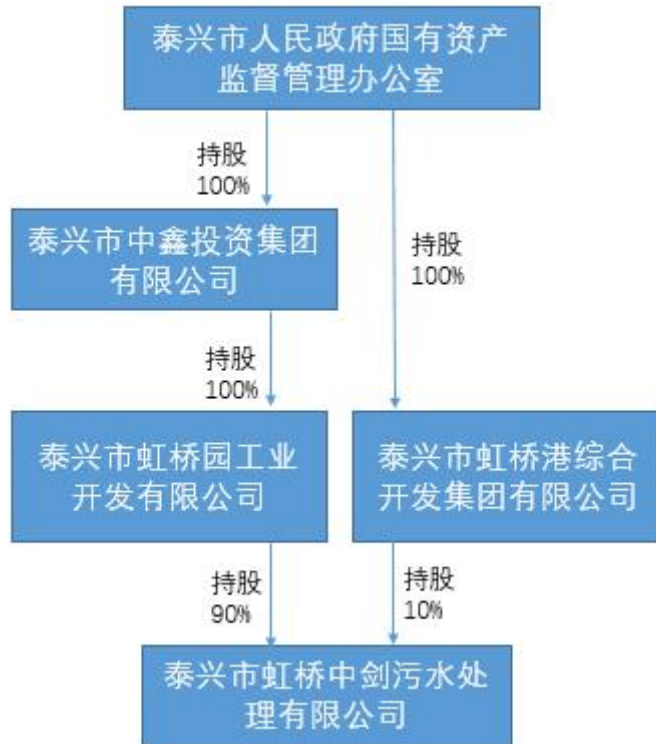 泰兴市人民政府国有资产
监督管理办公室
持股
100%
泰兴市中鑫投资集团
有限公司
持股
100%
持股
100%
泰兴市虹桥园工业
开发有限公司
泰兴市虹桥港综合
开发集团有限公司
持股
90%
持股
10%
泰兴市虹桥中剑污水处
理有限公司